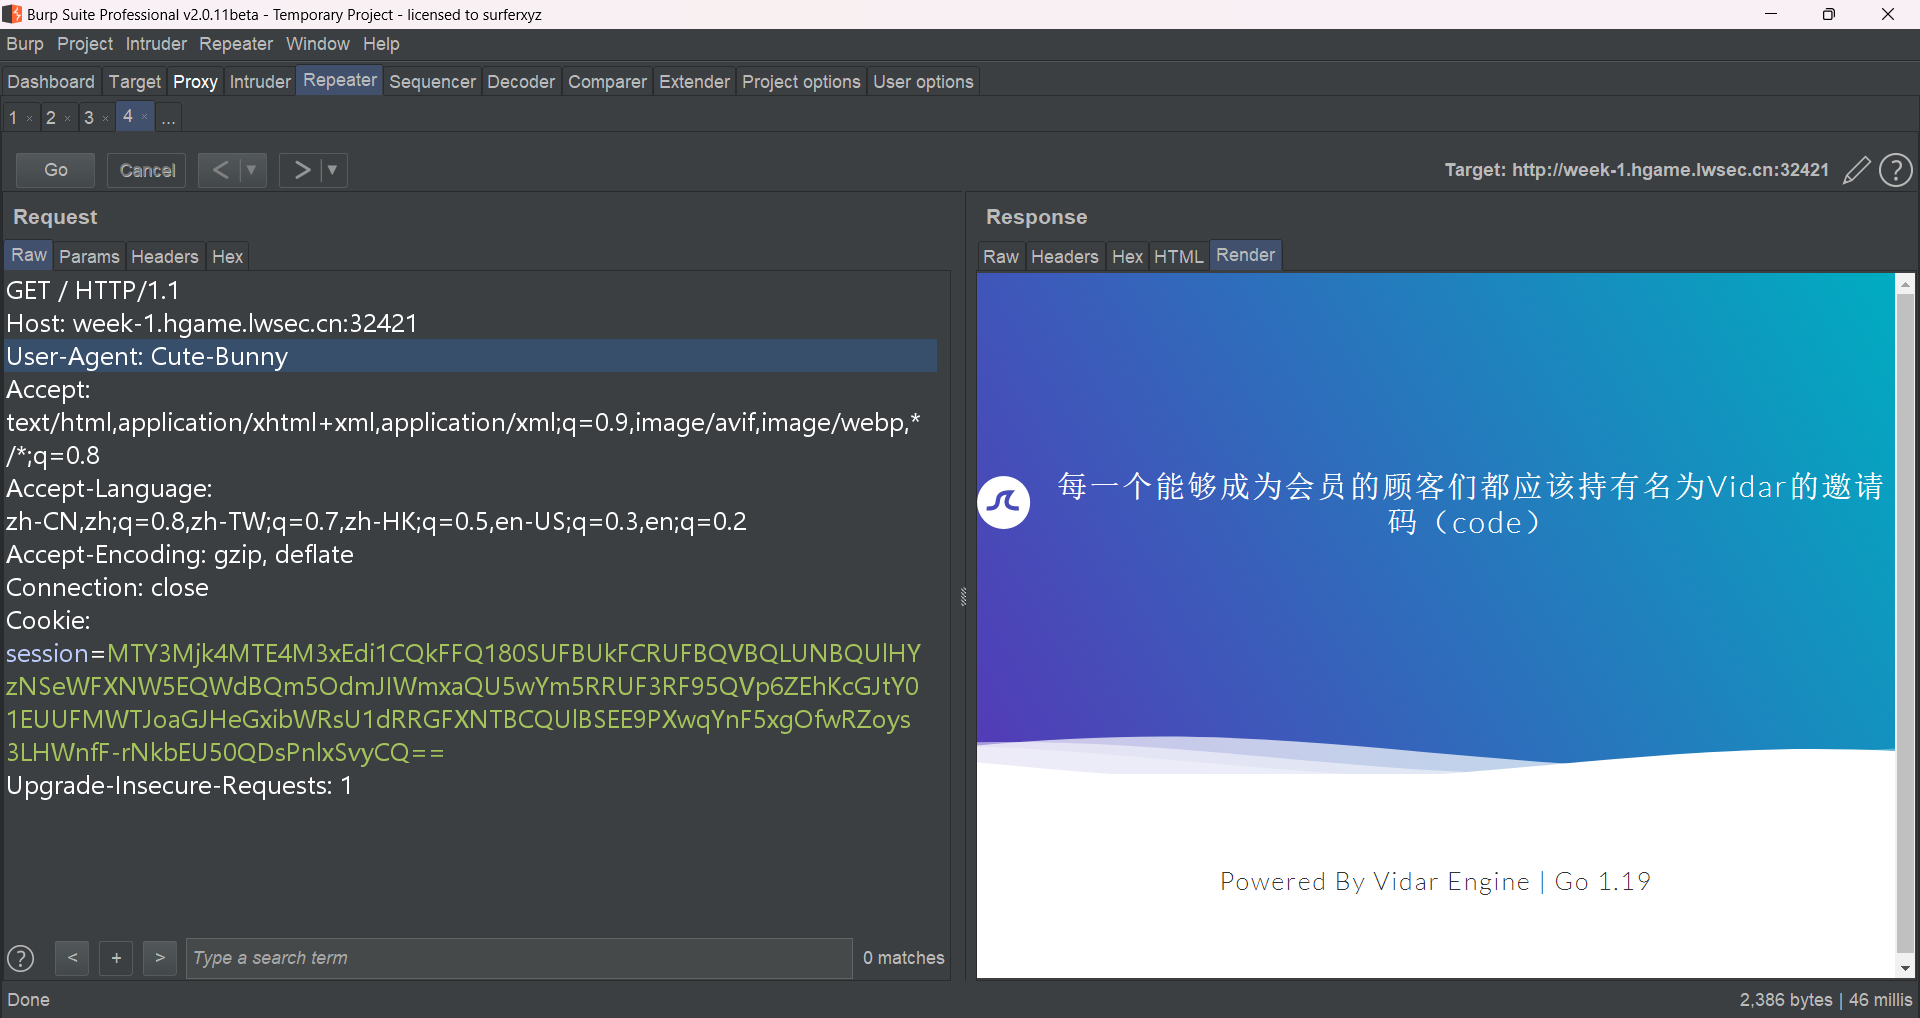 Burp Suite Professional v2.0.11beta - Temporary Project - licensed to surferxyz
Burp Project Intruder Repeater Window Help
Dashboard Target Proxy Intruder Repeater Sequencer Decoder Comparer Extender Project options User options
1 × 2 × 3 × 4 × ...
Go Cancel < ▼ > ▼ Target: http://week-1.hgame.lwsec.cn:32421 ?
Request
Raw Params Headers Hex
GET / HTTP/1.1
Host: week-1.hgame.lwsec.cn:32421
User-Agent: Cute-Bunny
Accept:
text/html,application/xhtml+xml,application/xml;q=0.9,image/avif,image/webp,*
/*;q=0.8
Accept-Language:
zh-CN,zh;q=0.8,zh-TW;q=0.7,zh-HK;q=0.5,en-US;q=0.3,en;q=0.2
Accept-Encoding: gzip, deflate
Connection: close
Cookie:
session=MTY3Mjk4MTE4M3xEdi1CQkFFQ180SUFBUkFCRUFBQVBQLUNBQUlHY
zNSeWFXNW5EQWdBQm5OdmJIWmxaQU5wYm5RRUF3RF95QVp6ZEhKcGJtY0
1EUUFMWTJoaGJHeGxibWRsU1dRRGFXNTBCQUlBSEE9PXwqYnF5xgOfwRZoys
3LHWnfF-rNkbEU50QDsPnlxSvyCQ==
Upgrade-Insecure-Requests: 1
? < + > Type a search term 0 matches
Response
Raw Headers Hex HTML Render
每一个能够成为会员的顾客们都应该持有名为Vidar的邀请
码（code）
Powered By Vidar Engine | Go 1.19
Done
2,386 bytes | 46 millis